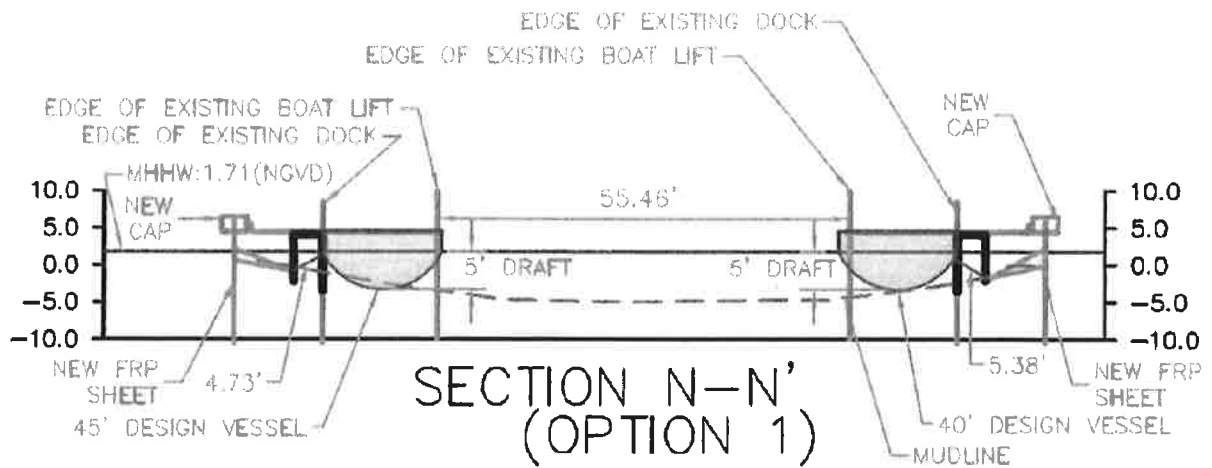 EDGE OF EXISTING DOCK
EDGE OF EXISTING BOAT LIFT
EDGE OF EXISTING BOAT LIFT
EDGE OF EXISTING DOCK
NEW
CAP
MHHW:1.71(NGVD)
NEW
CAP
55.46'
10.0
5.0
0.0
−5.0
−10.0
10.0
5.0
0.0
−5.0
−10.0
5' DRAFT
5' DRAFT
NEW FRP
SHEET
4.73'
45' DESIGN VESSEL
SECTION N−N'
(OPTION 1)
5.38'
NEW FRP
SHEET
40' DESIGN VESSEL
MUDLINE